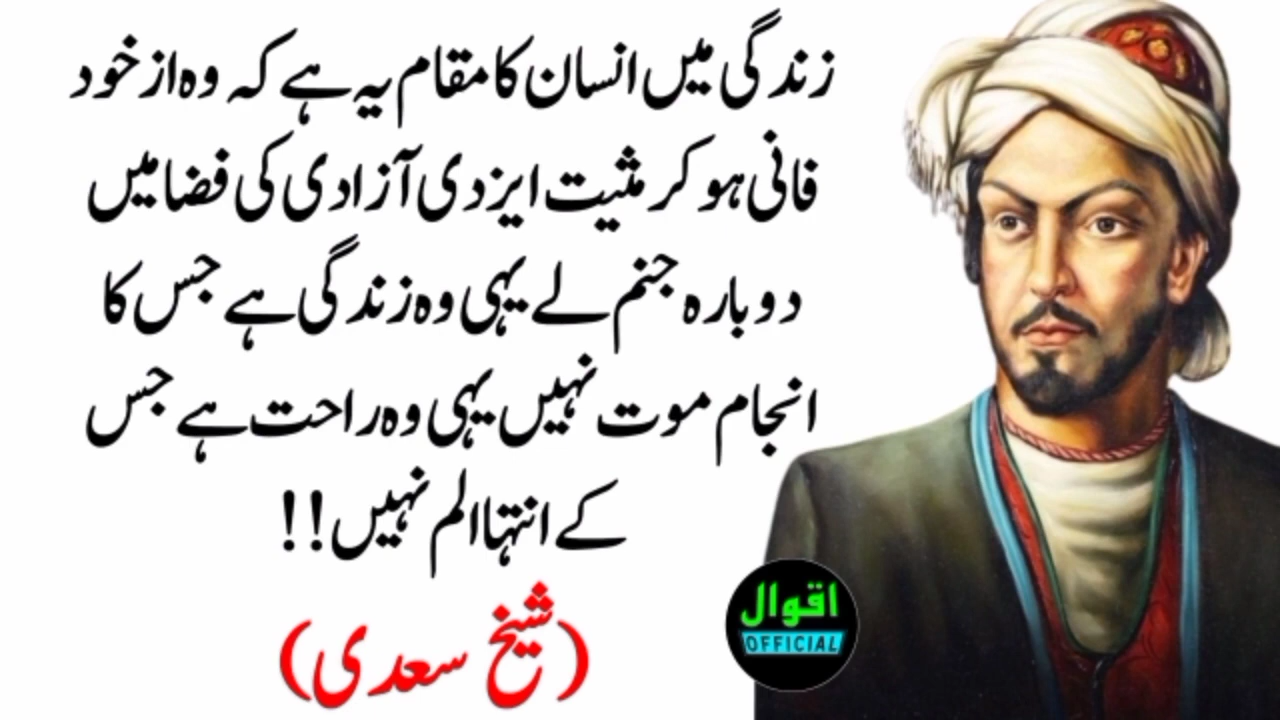 زندگی میں انسان کا مقام یہ ہے کہ وہ از خود
فانی ہو کر مثیت ایزدی آزادی کی فضا میں
دوبارہ جنم لے یہی وہ زندگی ہے جس کا
انجام موت نہیں یہی وہ راحت ہے جس
کے انتہا الم نہیں !!
(شیخ سعدی)
اقوال
OFFICIAL